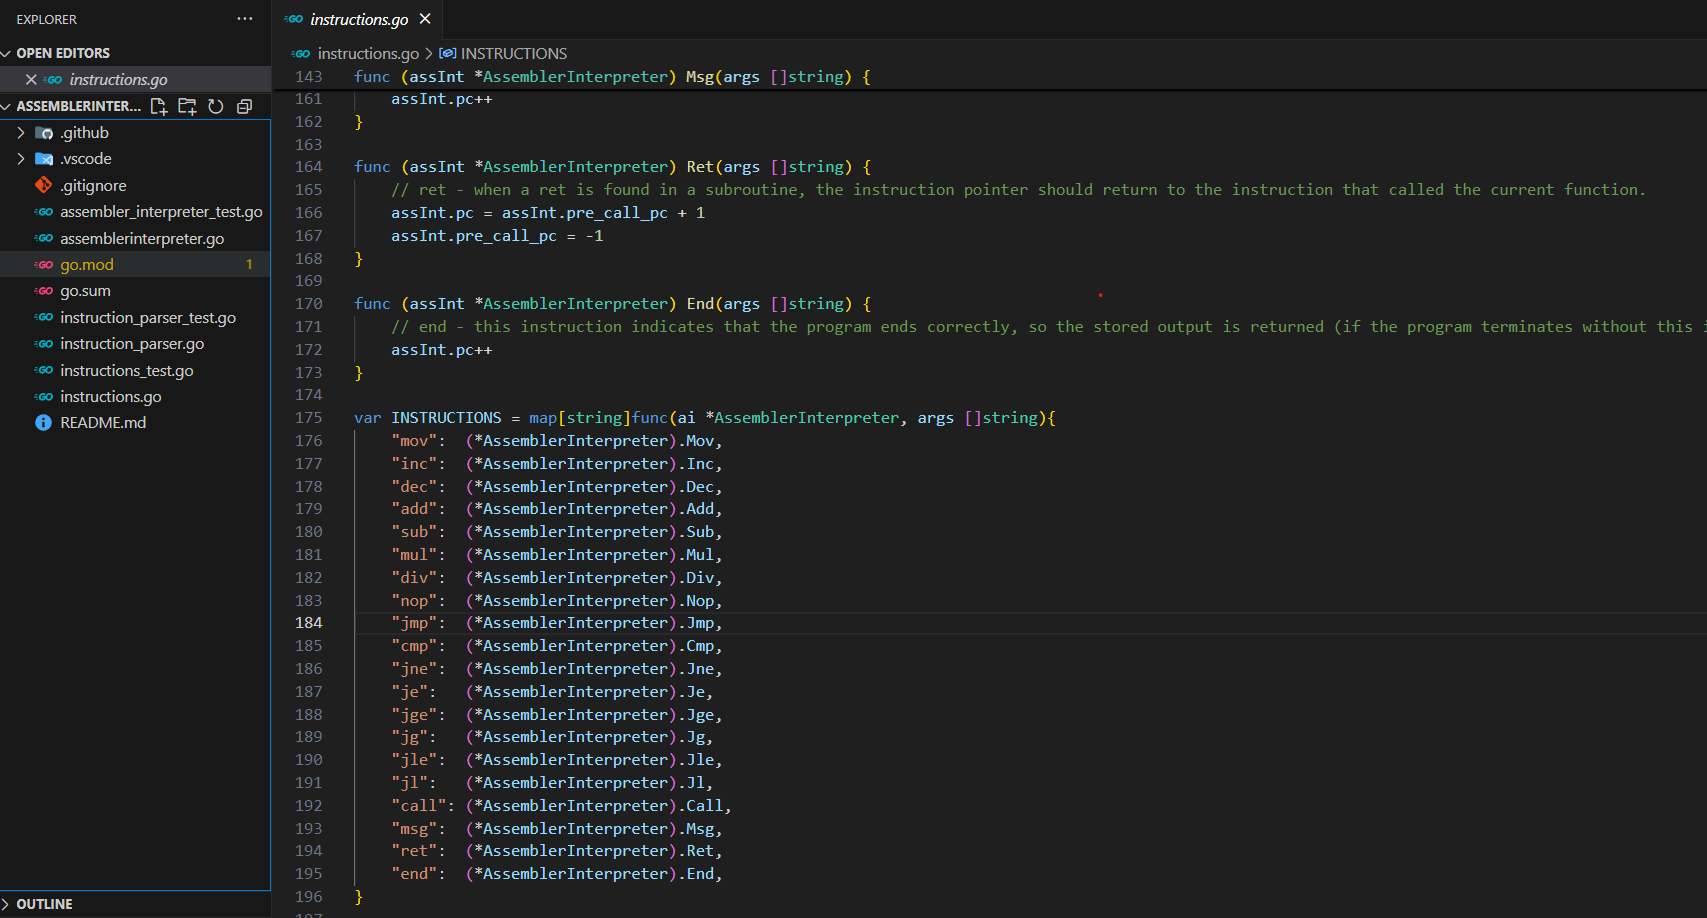 EXPLORER
OPEN EDITORS
instructions.go
ASSEMBLERINTER...
.github
.vscode
.gitignore
assembler_interpreter_test.go
assemblerinterpreter.go
go.mod 1
go.sum
instruction_parser_test.go
instruction_parser.go
instructions_test.go
instructions.go
README.md
OUTLINE
instructions.go
instructions.go > INSTRUCTIONS
143 func (assInt *AssemblerInterpreter) Msg(args []string) {
161 assInt.pc++
162 }
163
164 func (assInt *AssemblerInterpreter) Ret(args []string) {
165 // ret - when a ret is found in a subroutine, the instruction pointer should return to the instruction that called the current function.
166 assInt.pc = assInt.pre_call_pc + 1
167 assInt.pre_call_pc = -1
168 }
169
170 func (assInt *AssemblerInterpreter) End(args []string) {
171 // end - this instruction indicates that the program ends correctly, so the stored output is returned (if the program terminates without this
172 assInt.pc++
173 }
174
175 var INSTRUCTIONS = map[string]func(ai *AssemblerInterpreter, args []string){
176 "mov": (*AssemblerInterpreter).Mov,
177 "inc": (*AssemblerInterpreter).Inc,
178 "dec": (*AssemblerInterpreter).Dec,
179 "add": (*AssemblerInterpreter).Add,
180 "sub": (*AssemblerInterpreter).Sub,
181 "mul": (*AssemblerInterpreter).Mul,
182 "div": (*AssemblerInterpreter).Div,
183 "nop": (*AssemblerInterpreter).Nop,
184 "jmp": (*AssemblerInterpreter).Jmp,
185 "cmp": (*AssemblerInterpreter).Cmp,
186 "jne": (*AssemblerInterpreter).Jne,
187 "je": (*AssemblerInterpreter).Je,
188 "jge": (*AssemblerInterpreter).Jge,
189 "jg": (*AssemblerInterpreter).Jg,
190 "jle": (*AssemblerInterpreter).Jle,
191 "jl": (*AssemblerInterpreter).Jl,
192 "call": (*AssemblerInterpreter).Call,
193 "msg": (*AssemblerInterpreter).Msg,
194 "ret": (*AssemblerInterpreter).Ret,
195 "end": (*AssemblerInterpreter).End,
196 }